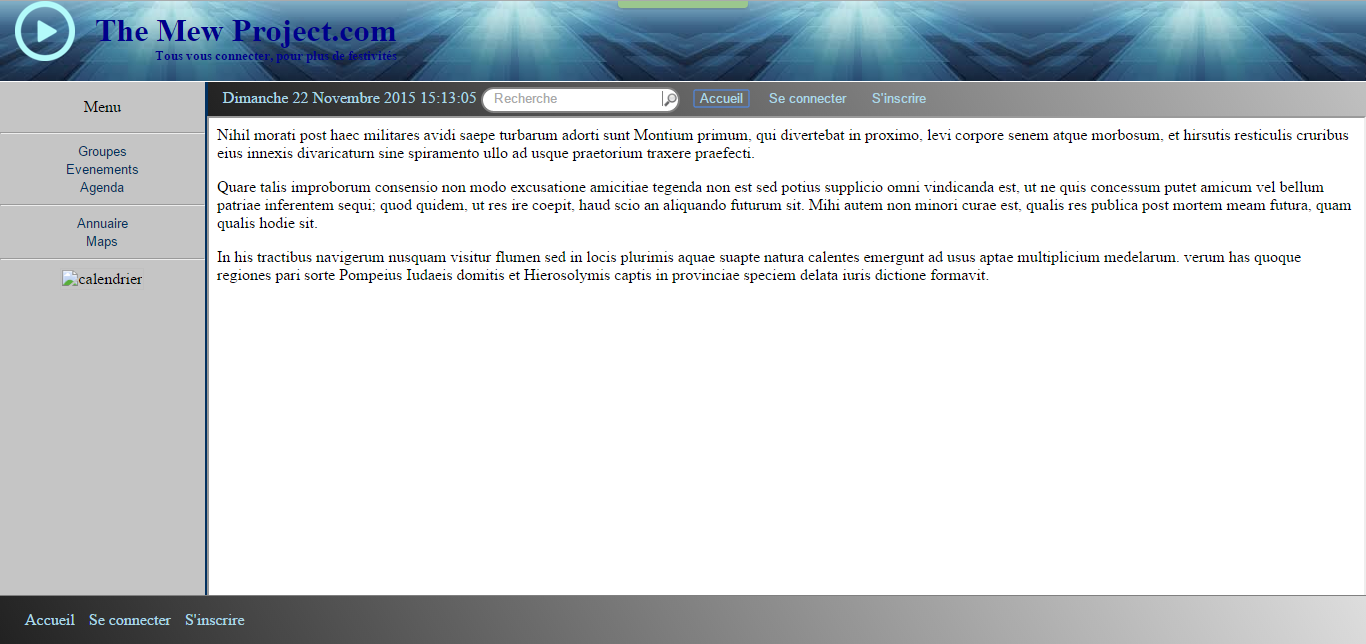 The Mew Project.com
Tous vous connecter, pour plus de festivités
Menu
Groupes
Evenements
Agenda
Annuaire
Maps
calendrier
Dimanche 22 Novembre 2015 15:13:05 Recherche Accueil Se connecter S'inscrire
Nihil morati post haec militares avidi saepe turbarum adorti sunt Montium primum, qui divertebat in proximo, levi corpore senem atque morbosum, et hirsutis resticulis cruribus
eius innexis divaricaturn sine spiramento ullo ad usque praetorium traxere praefecti.
Quare talis improborum consensio non modo excusatione amicitiae tegenda non est sed potius supplicio omni vindicanda est, ut ne quis concessum putet amicum vel bellum
patriae inferentem sequi; quod quidem, ut res ire coepit, haud scio an aliquando futurum sit. Mihi autem non minori curae est, qualis res publica post mortem meam futura, quam
qualis hodie sit.
In his tractibus navigerum nusquam visitur flumen sed in locis plurimis aquae suapte natura calentes emergunt ad usus aptae multiplicium medelarum. verum has quoque
regiones pari sorte Pompeius Iudaeis domitis et Hierosolymis captis in provinciae speciem delata iuris dictione formavit.
Accueil Se connecter S'inscrire